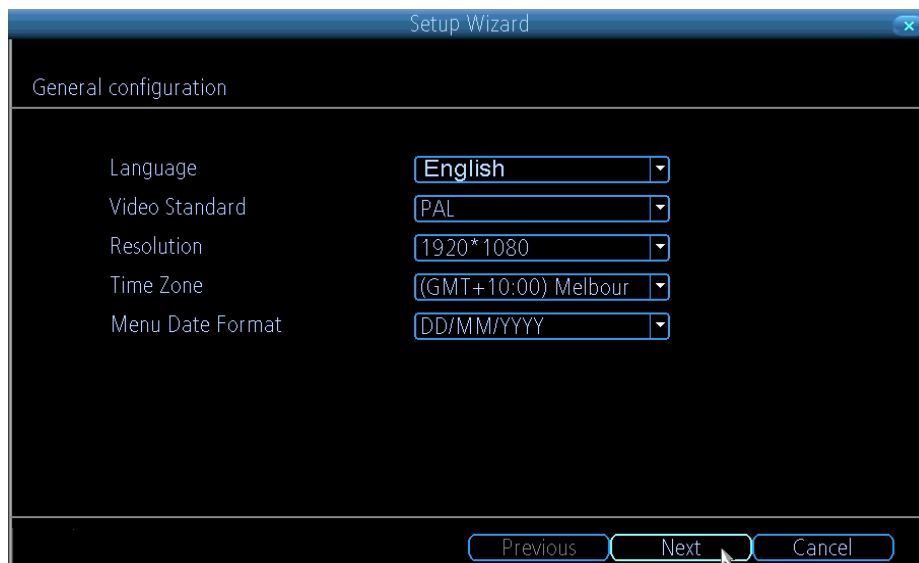 Setup Wizard
General configuration
Language English
Video Standard PAL
Resolution 1920*1080
Time Zone (GMT+10:00) Melbour
Menu Date Format DD/MM/YYYY
Previous Next Cancel